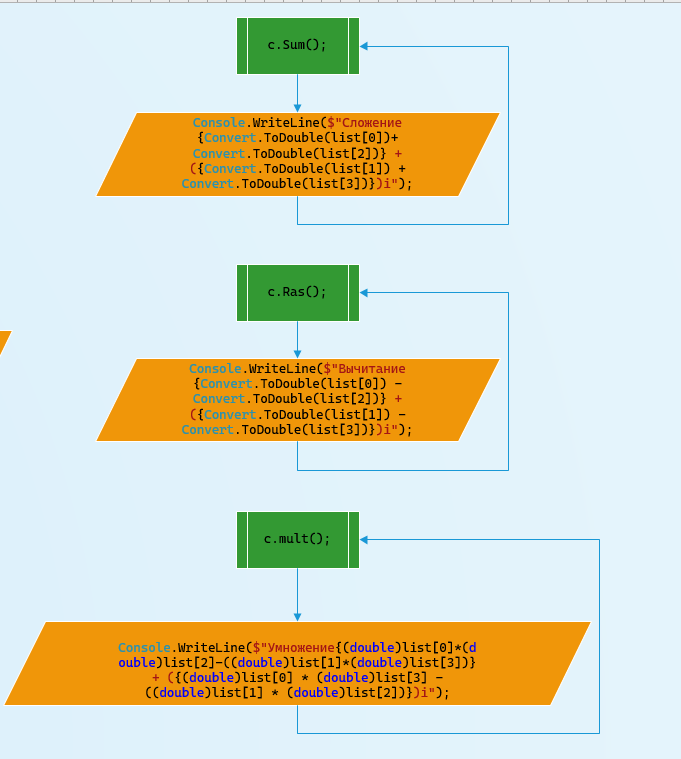 c.Sum();
Console.WriteLine($"Сложение
{Convert.ToDouble(list[0])+
Convert.ToDouble(list[2])} +
({Convert.ToDouble(list[1]) +
Convert.ToDouble(list[3])})i");
c.Ras();
Console.WriteLine($"Вычитание
{Convert.ToDouble(list[0]) −
Convert.ToDouble(list[2])} +
({Convert.ToDouble(list[1]) −
Convert.ToDouble(list[3])})i");
c.mult();
Console.WriteLine($"Умножение{(double)list[0]*(d
ouble)list[2]−((double)list[1]*(double)list[3])}
+ ({(double)list[0] * (double)list[3] −
((double)list[1] * (double)list[2])})i");